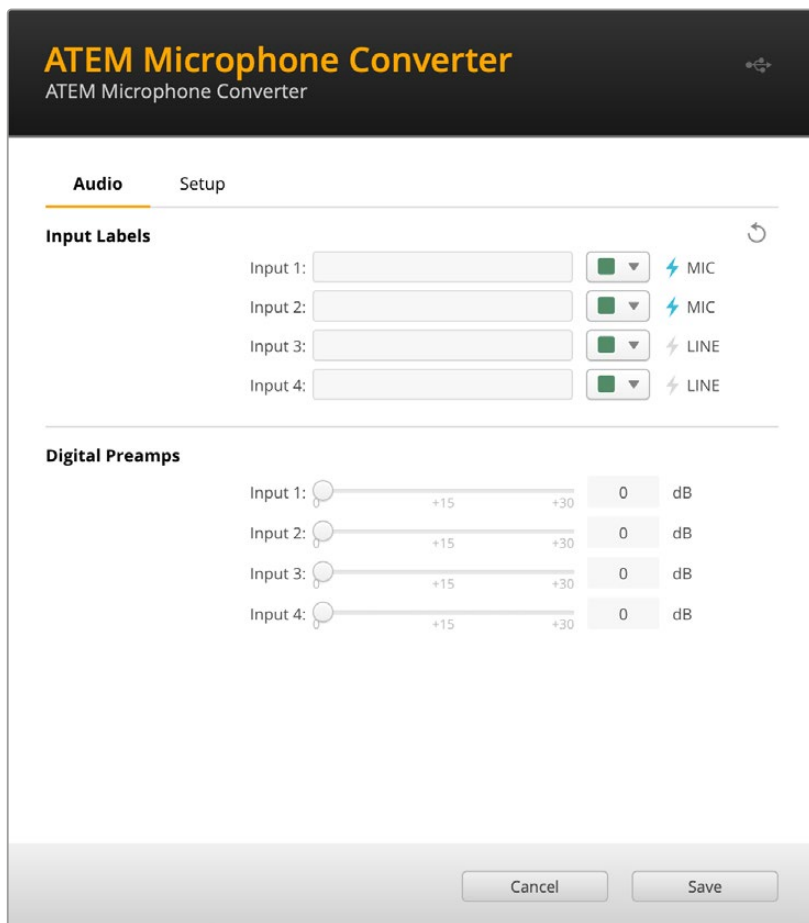 ATEM Microphone Converter
ATEM Microphone Converter
Audio Setup
Input Labels
Input 1: MIC
Input 2: MIC
Input 3: LINE
Input 4: LINE
Digital Preamps
Input 1: 0 dB
0 +15 +30
Input 2: 0 dB
0 +15 +30
Input 3: 0 dB
0 +15 +30
Input 4: 0 dB
0 +15 +30
Cancel Save